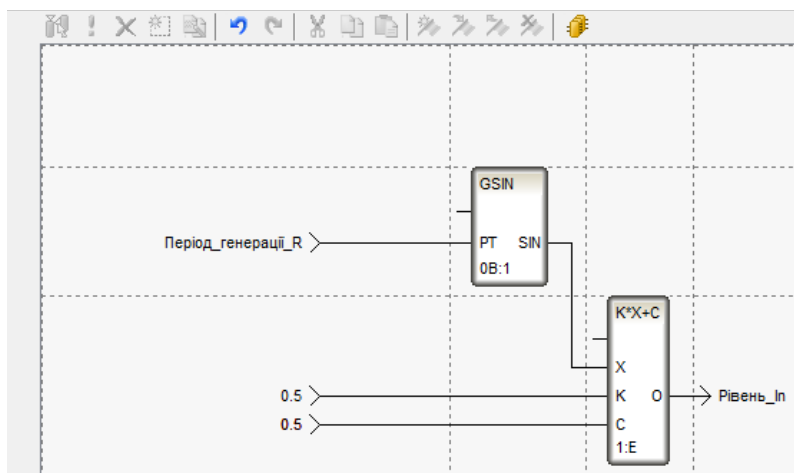 GSIN
Період_генерації_R
PT SIN
0B:1
K*X+C
X
0.5 K O Рівень_In
0.5 C
1:E